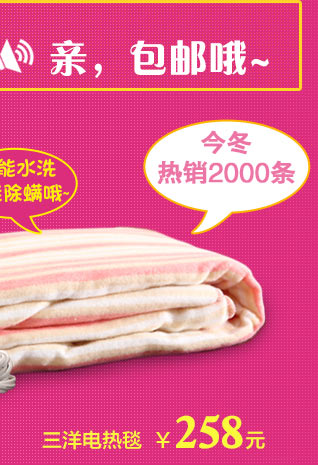 亲，包邮哦~
今冬
热销2000条
能水洗
除螨哦~
三洋电热毯 ￥258元